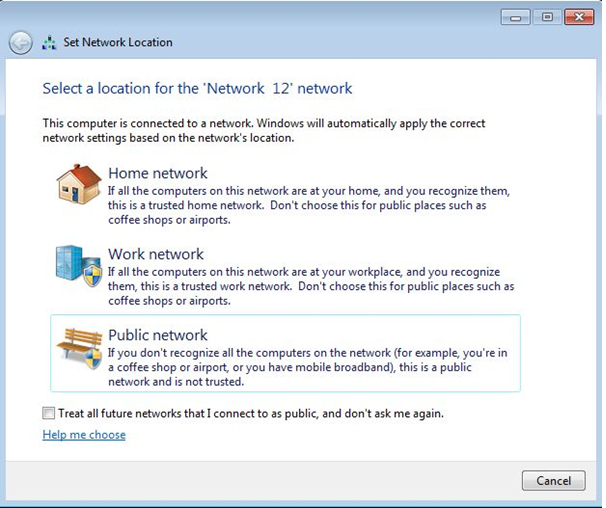 Set Network Location
Select a location for the 'Network 12' network
This computer is connected to a network. Windows will automatically apply the correct
network settings based on the network's location.
Home network
If all the computers on this network are at your home, and you recognize them,
this is a trusted home network. Don't choose this for public places such as
coffee shops or airports.
Work network
If all the computers on this network are at your workplace, and you recognize
them, this is a trusted work network. Don't choose this for public places such as
coffee shops or airports.
Public network
If you don't recognize all the computers on the network (for example, you're in
a coffee shop or airport, or you have mobile broadband), this is a public
network and is not trusted.
Treat all future networks that I connect to as public, and don't ask me again.
Help me choose
Cancel